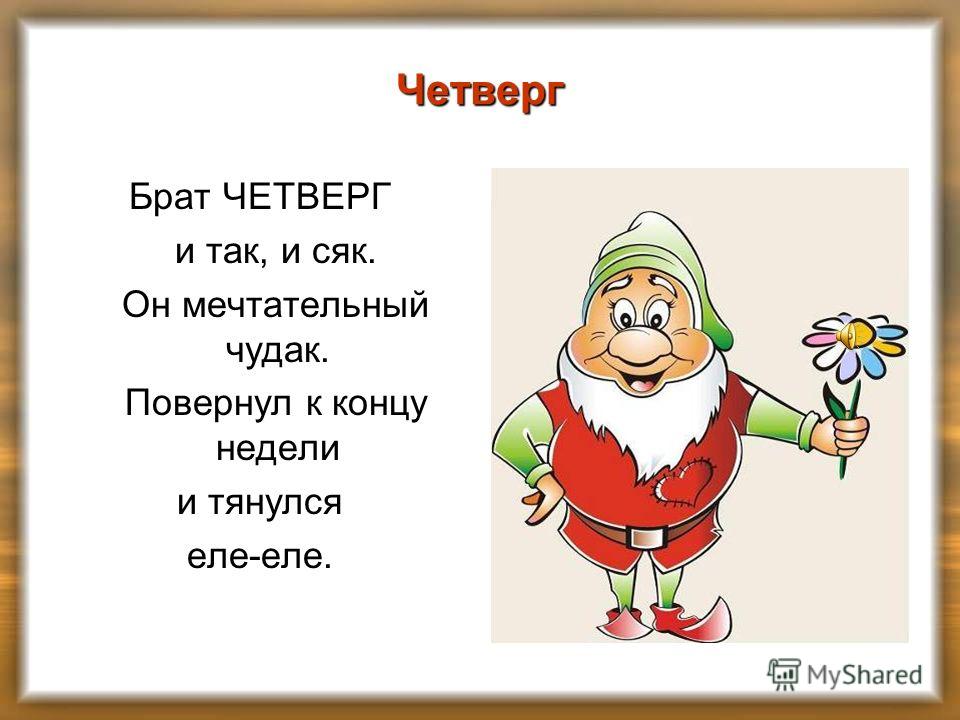 Четверг
Брат ЧЕТВЕРГ
и так, и сяк.
Он мечтательный
чудак.
Повернул к концу
недели
и тянулся
еле-еле.
MyShared